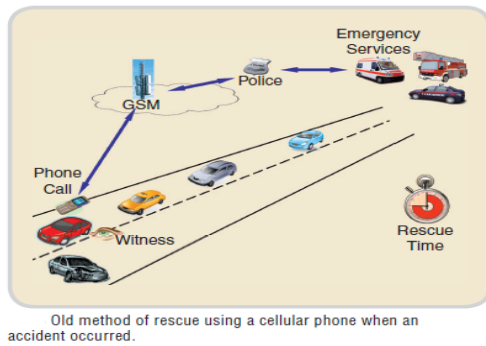 Emergency
Services
Police
GSM
Phone
Call
Witness
Rescue
Time
Old method of rescue using a cellular phone when an
accident occurred.